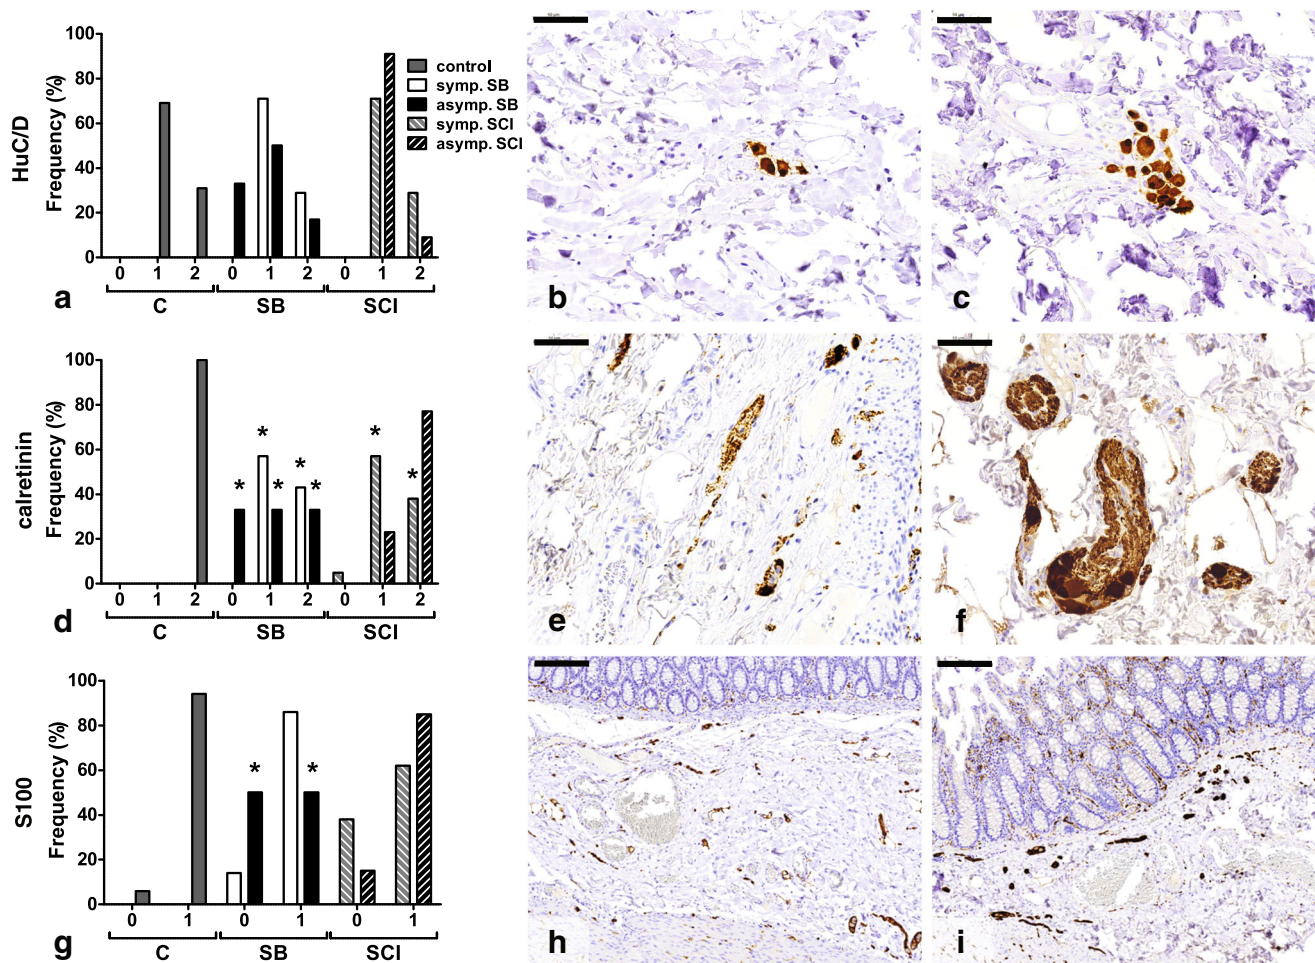 HuC/D
Frequency (%)
100
80
60
40
20
0
0 1 2 0 1 2 0 1 2
C SB SCI
control
symp. SB
asymp. SB
symp. SCI
asymp. SCI
a
b
c
calretinin
Frequency (%)
100
80
60
40
20
0
* * * * * * *
0 1 2 0 1 2 0 1 2
C SB SCI
d
e
f
S100
Frequency (%)
100
80
60
40
20
0
* *
0 1 0 1 0 1
C SB SCI
g
h
i